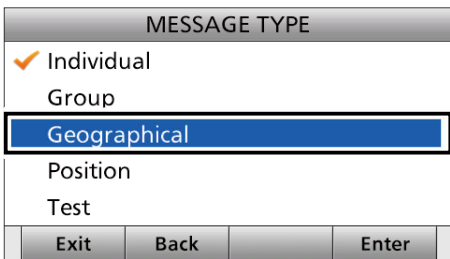 MESSAGE TYPE
Individual
Group
Geographical
Position
Test
Exit Back Enter